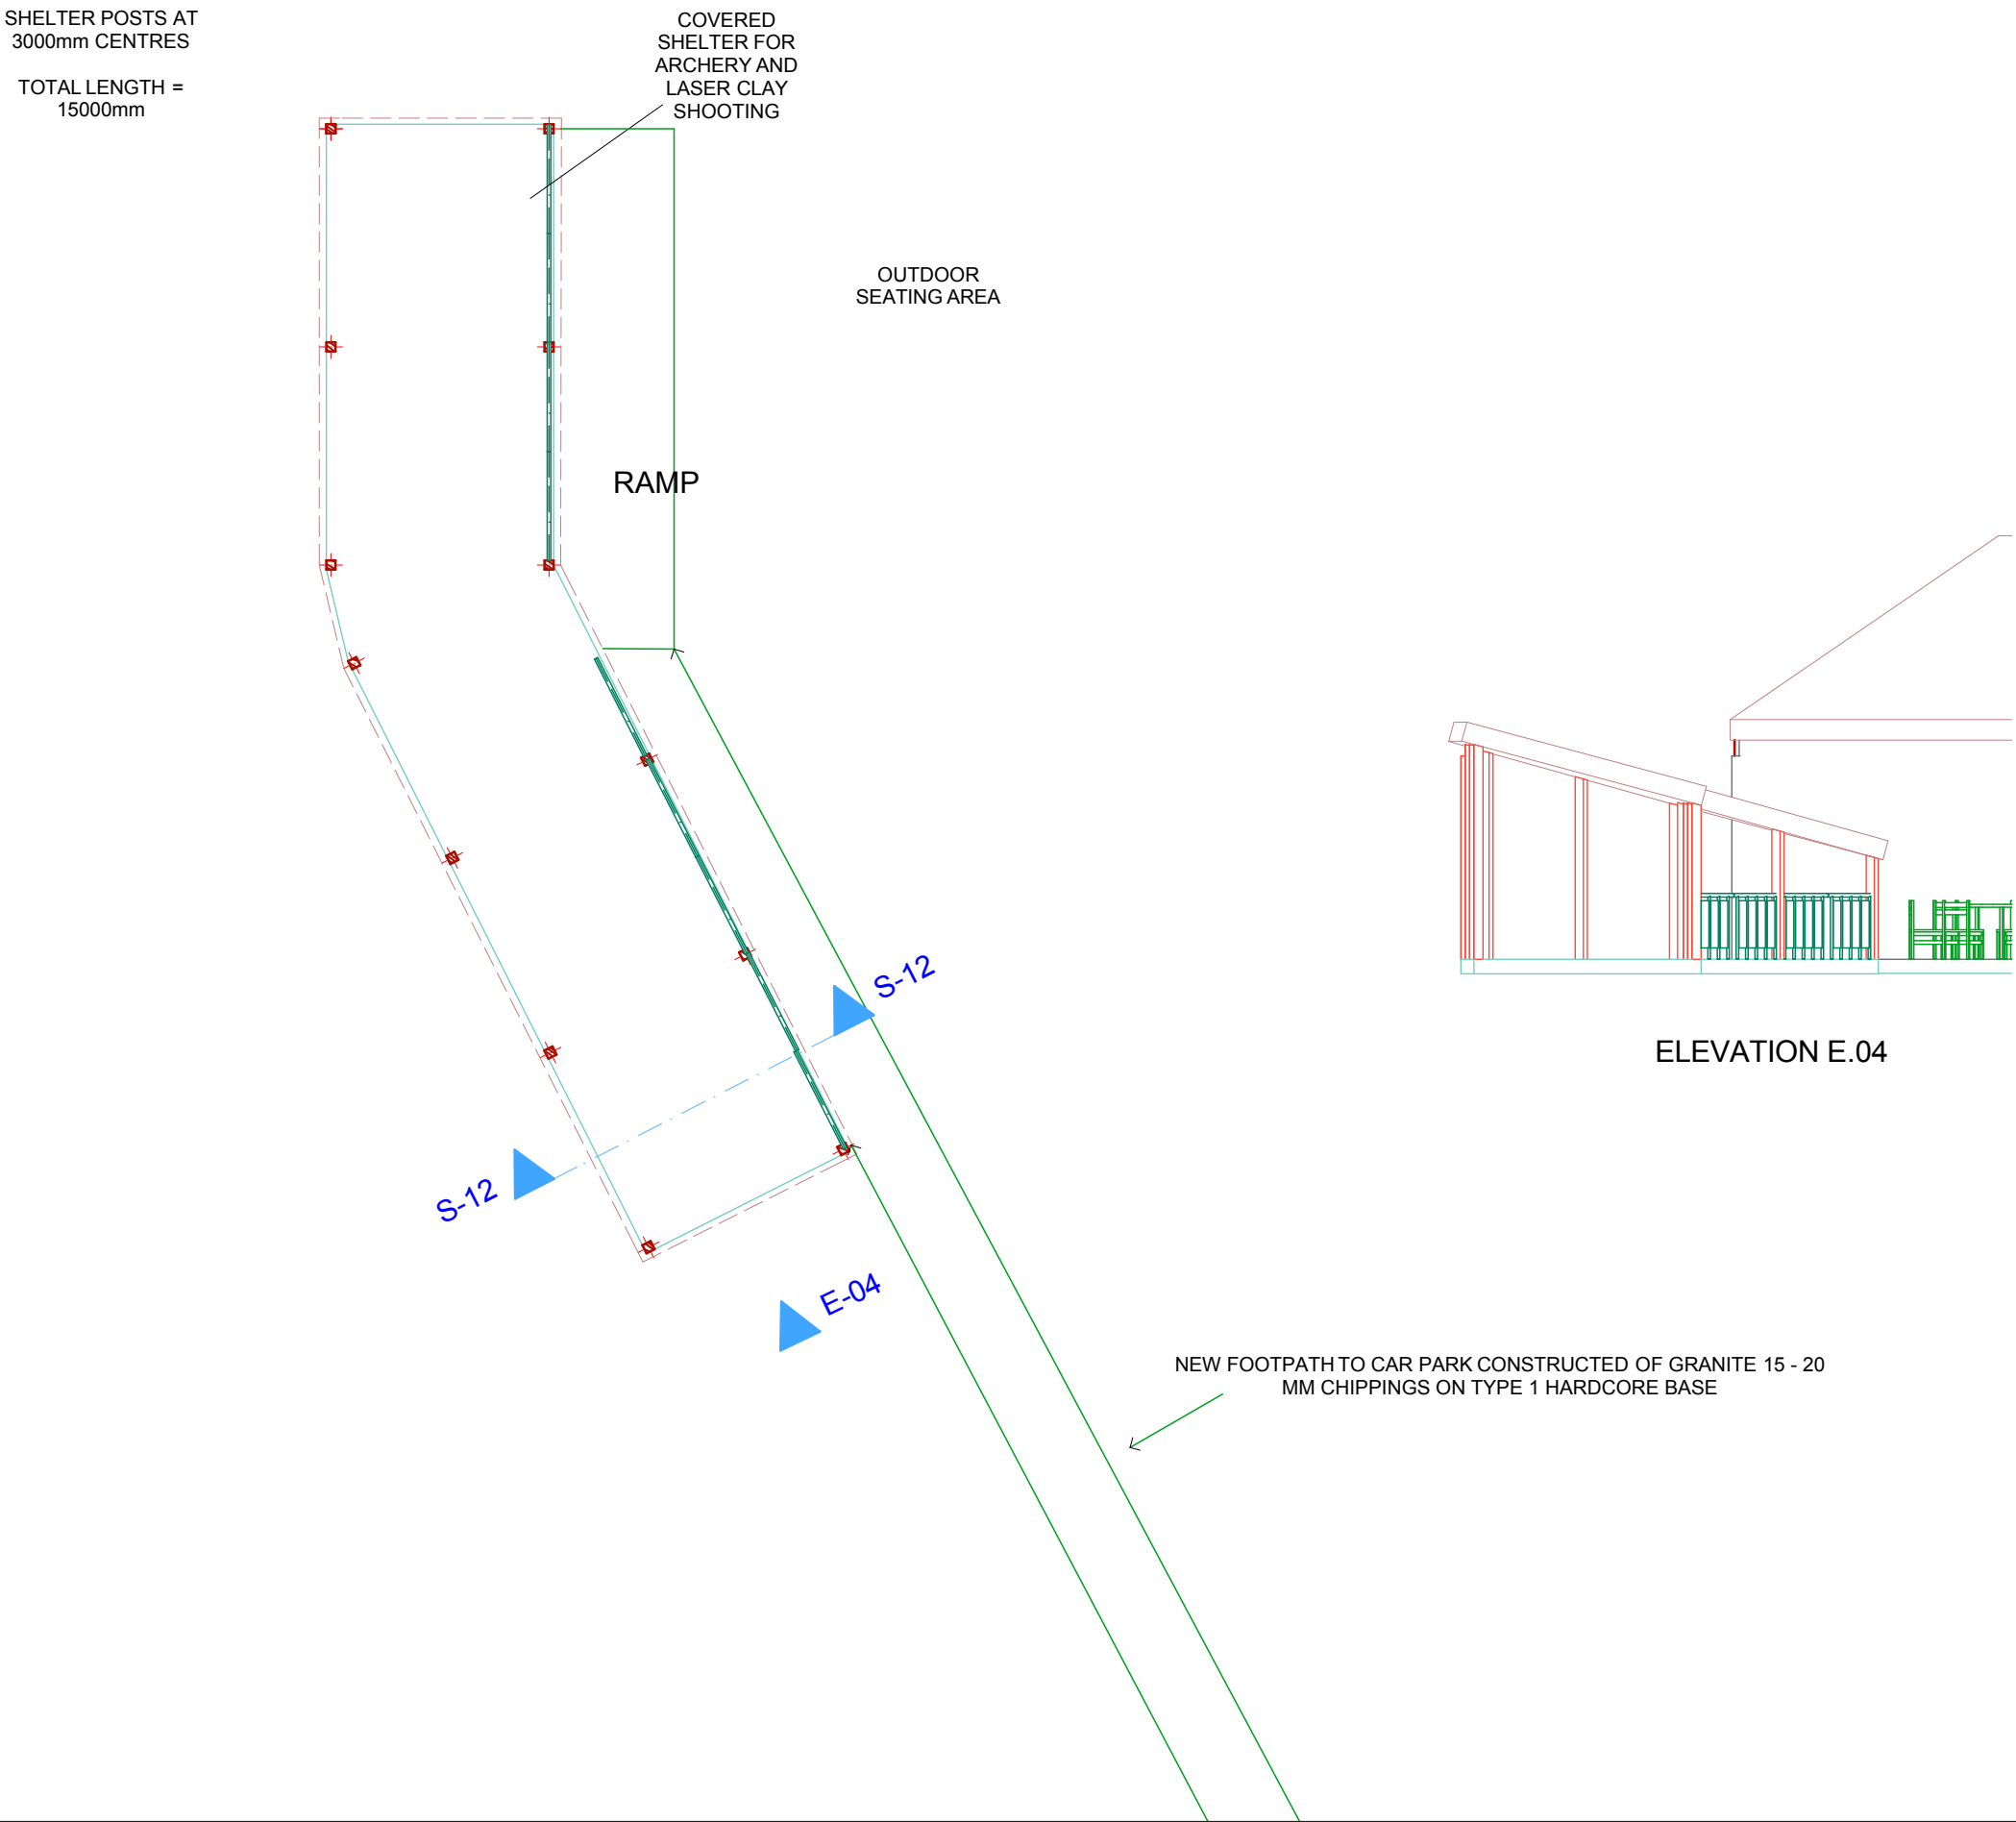 SHELTER POSTS AT
3000mm CENTRES
TOTAL LENGTH =
15000mm
COVERED
SHELTER FOR
ARCHERY AND
LASER CLAY
SHOOTING
OUTDOOR
SEATING AREA
RAMP
S-12
S-12
ELEVATION E.04
E-04
NEW FOOTPATH TO CAR PARK CONSTRUCTED OF GRANITE 15 - 20
MM CHIPPINGS ON TYPE 1 HARDCORE BASE